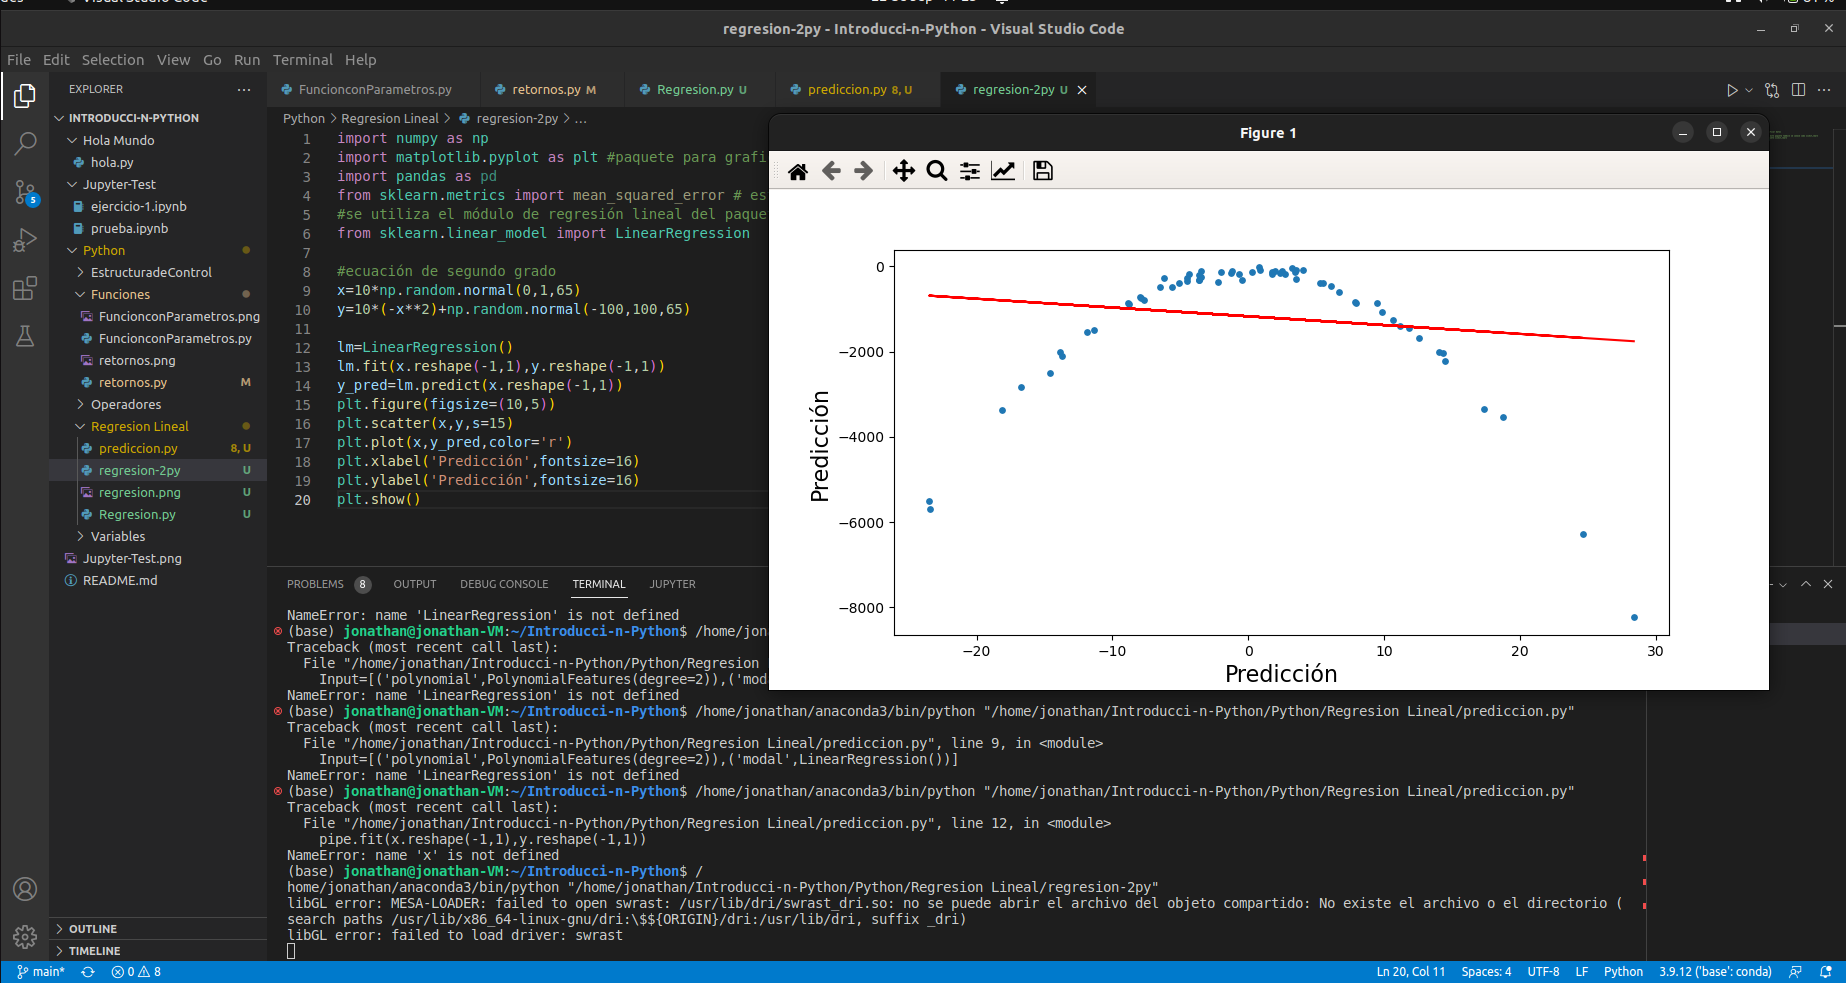 regresion-2py - Introducci-n-Python - Visual Studio Code
File Edit Selection View Go Run Terminal Help
EXPLORER
INTRODUCCI-N-PYTHON
Hola Mundo
hola.py
Jupyter-Test
ejercicio-1.ipynb
prueba.ipynb
Python
EstructuradeControl
Funciones
FuncionconParametros.png
FuncionconParametros.py
retornos.png
retornos.py M
Operadores
Regresion Lineal
prediccion.py 8, U
regresion-2py U
regresion.png U
Regresion.py U
Variables
Jupyter-Test.png
README.md
OUTLINE
TIMELINE
5
FuncionconParametros.py retornos.py M Regresion.py U prediccion.py 8, U regresion-2py U
Python > Regresion Lineal > regresion-2py > ...
1 import numpy as np
2 import matplotlib.pyplot as plt #paquete para grafi
3 import pandas as pd
4 from sklearn.metrics import mean_squared_error # es
5 #se utiliza el módulo de regresión lineal del paque
6 from sklearn.linear_model import LinearRegression
7
8 #ecuación de segundo grado
9 x=10*np.random.normal(0,1,65)
10 y=10*(-x**2)+np.random.normal(-100,100,65)
11
12 lm=LinearRegression()
13 lm.fit(x.reshape(-1,1),y.reshape(-1,1))
14 y_pred=lm.predict(x.reshape(-1,1))
15 plt.figure(figsize=(10,5))
16 plt.scatter(x,y,s=15)
17 plt.plot(x,y_pred,color='r')
18 plt.xlabel('Predicción',fontsize=16)
19 plt.ylabel('Predicción',fontsize=16)
20 plt.show()
Figure 1
0
−2000
−4000
−6000
−8000
Predicción
−20 −10 0 10 20 30
Predicción
PROBLEMS 8 OUTPUT DEBUG CONSOLE TERMINAL JUPYTER
NameError: name 'LinearRegression' is not defined
(base) jonathan@jonathan-VM:~/Introducci-n-Python$ /home/jon
Traceback (most recent call last):
File "/home/jonathan/Introducci-n-Python/Python/Regresion
Input=[('polynomial',PolynomialFeatures(degree=2)),('mod
NameError: name 'LinearRegression' is not defined
(base) jonathan@jonathan-VM:~/Introducci-n-Python$ /home/jonathan/anaconda3/bin/python "/home/jonathan/Introducci-n-Python/Python/Regresion Lineal/prediccion.py"
Traceback (most recent call last):
File "/home/jonathan/Introducci-n-Python/Python/Regresion Lineal/prediccion.py", line 9, in <module>
Input=[('polynomial',PolynomialFeatures(degree=2)),('modal',LinearRegression())]
NameError: name 'LinearRegression' is not defined
(base) jonathan@jonathan-VM:~/Introducci-n-Python$ /home/jonathan/anaconda3/bin/python "/home/jonathan/Introducci-n-Python/Python/Regresion Lineal/prediccion.py"
Traceback (most recent call last):
File "/home/jonathan/Introducci-n-Python/Python/Regresion Lineal/prediccion.py", line 12, in <module>
pipe.fit(x.reshape(-1,1),y.reshape(-1,1))
NameError: name 'x' is not defined
(base) jonathan@jonathan-VM:~/Introducci-n-Python$ /
home/jonathan/anaconda3/bin/python "/home/jonathan/Introducci-n-Python/Python/Regresion Lineal/regresion-2py"
libGL error: MESA-LOADER: failed to open swrast: /usr/lib/dri/swrast_dri.so: no se puede abrir el archivo del objeto compartido: No existe el archivo o el directorio (
search paths /usr/lib/x86_64-linux-gnu/dri:\$${ORIGIN}/dri:/usr/lib/dri, suffix _dri)
libGL error: failed to load driver: swrast
main* 0 8 Ln 20, Col 11 Spaces: 4 UTF-8 LF Python 3.9.12 ('base': conda)